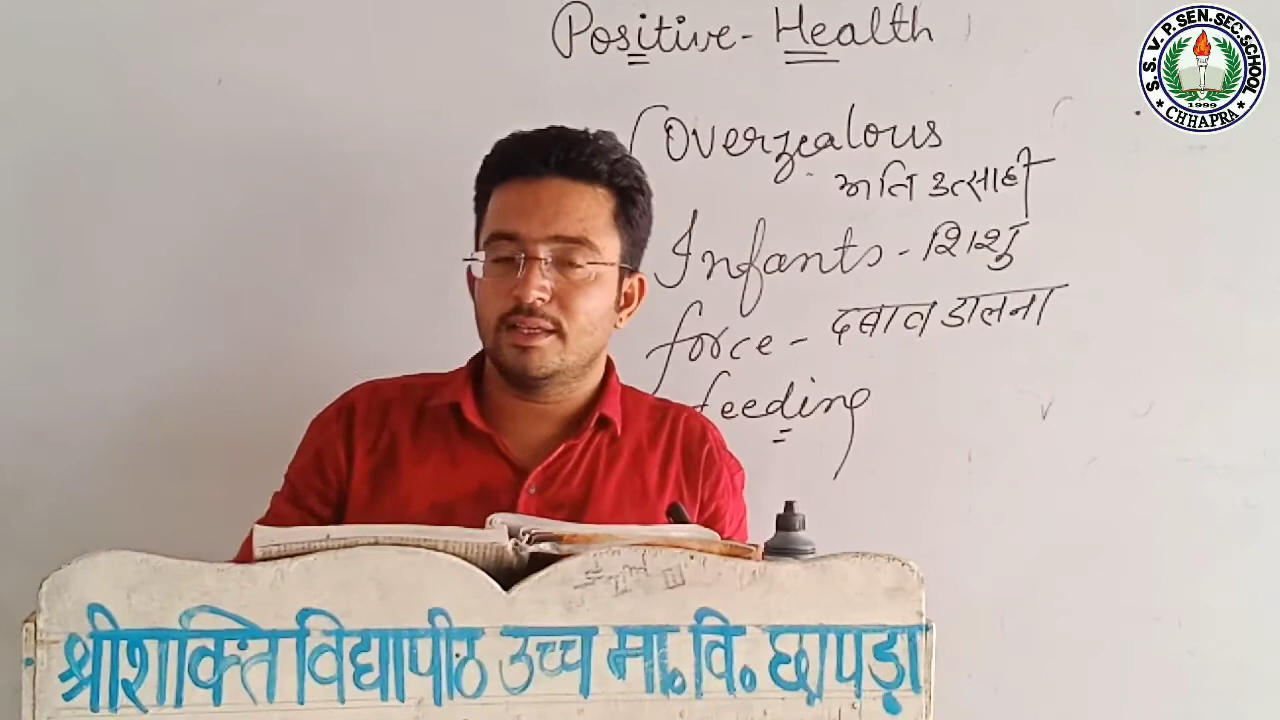 Positive-Health
Overzealous
अति उत्साही
Infants - शिशु
force - दबाव डालना
feeding
श्री शक्ति विद्यापीठ उच्च मा. वि. छापड़ा
S. S. V. P. SEN. SEC. SCHOOL
1999
★ CHHAPRA ★